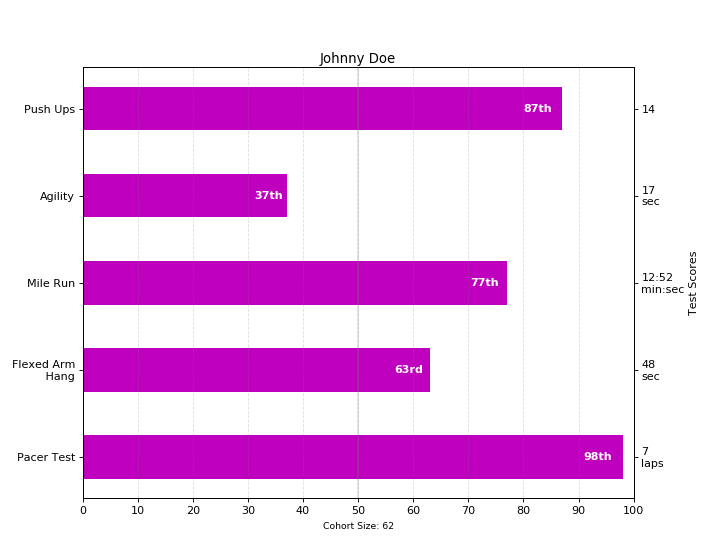 Johnny Doe
Push Ups
87th
14
Agility
37th
17
sec
Mile Run
77th
12:52
min:sec
Test Scores
Flexed Arm
Hang
63rd
48
sec
Pacer Test
98th
7
laps
0 10 20 30 40 50 60 70 80 90 100
Cohort Size: 62